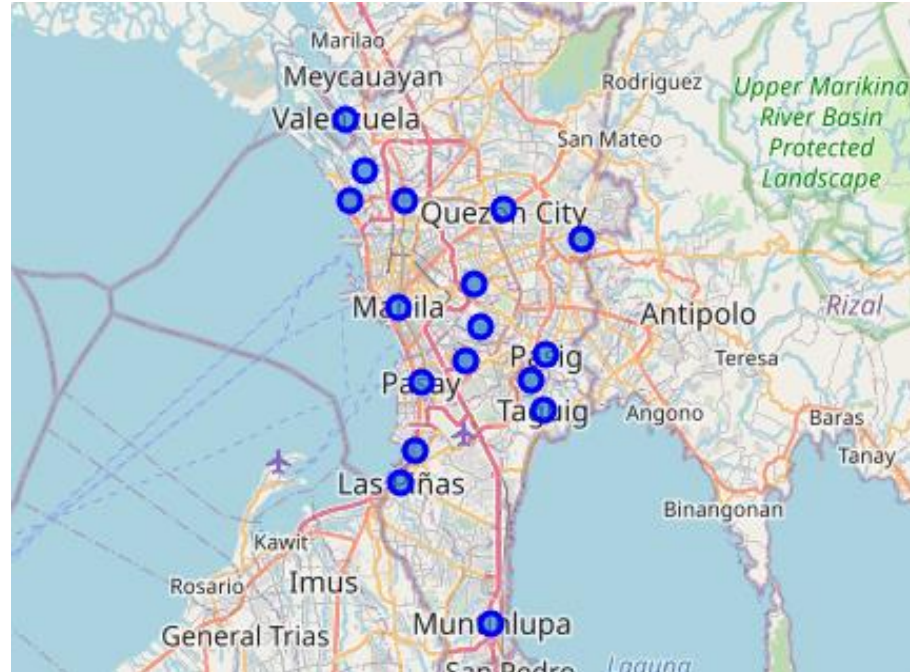 Marilao
Meycauayan
Rodriguez
Upper Marikina
River Basin
Protected
Landscape
Valenzuela
San Mateo
Quezon City
Manila
Antipolo
Rizal
Pasig
Teresa
Pasay
Taguig
Angono
Baras
Tanay
Las Piñas
Binangonan
Kawit
Rosario
Imus
General Trias
Muntinlupa
San Pedro
Laguna